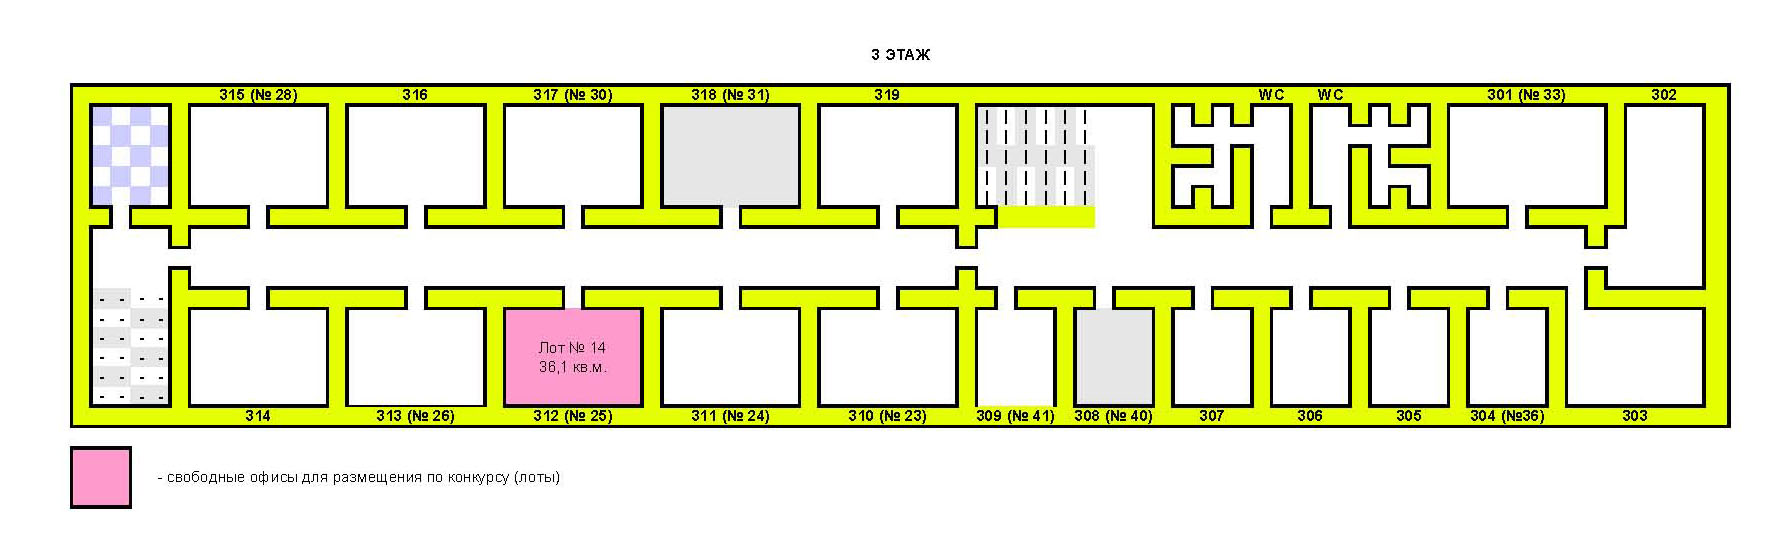 3 ЭТАЖ
315 (№ 28) 316 317 (№ 30) 318 (№ 31) 319 WC WC 301 (№ 33) 302
Лот № 14
36,1 кв.м.
314 313 (№ 26) 312 (№ 25) 311 (№ 24) 310 (№ 23) 309 (№ 41) 308 (№ 40) 307 306 305 304 (№36) 303
- свободные офисы для размещения по конкурсу (лоты)